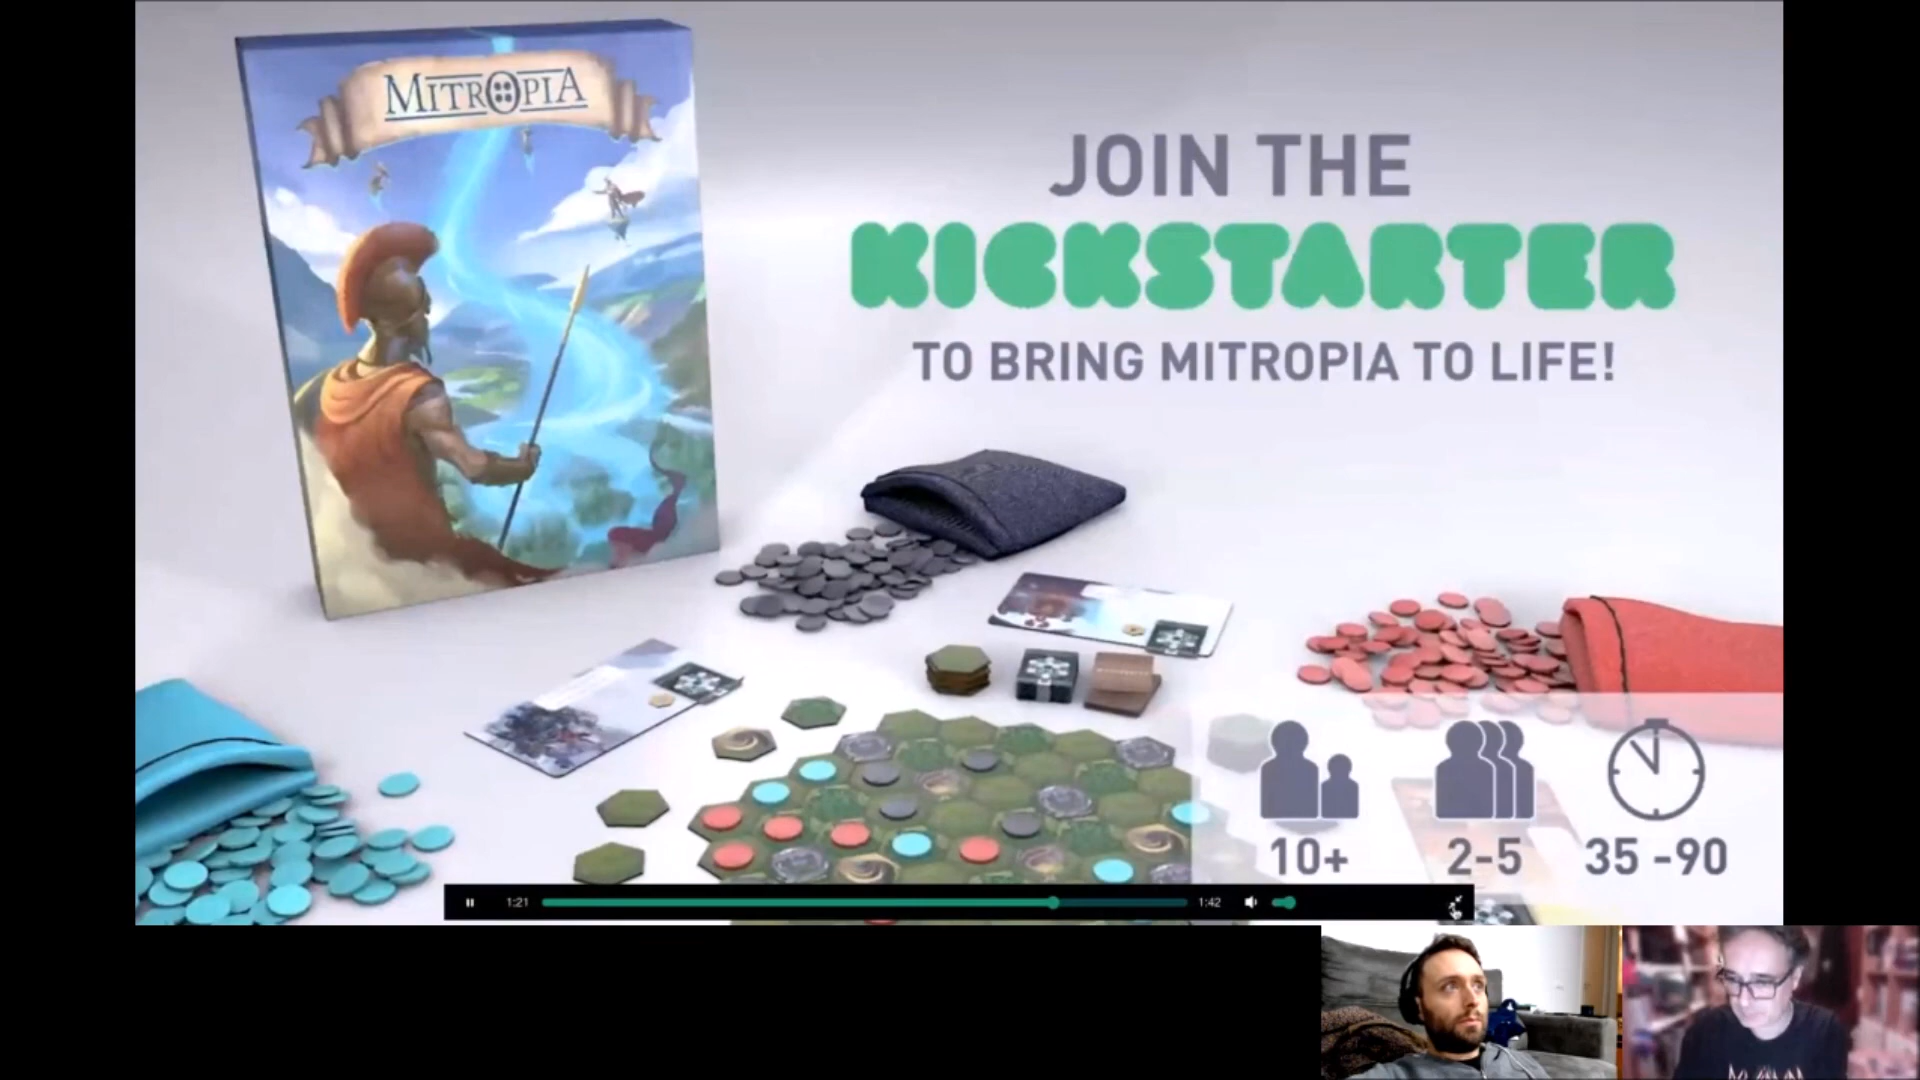 MITROPIA
JOIN THE
KICKSTARTER
TO BRING MITROPIA TO LIFE!
10+
2-5
35 -90
1:21
1:42